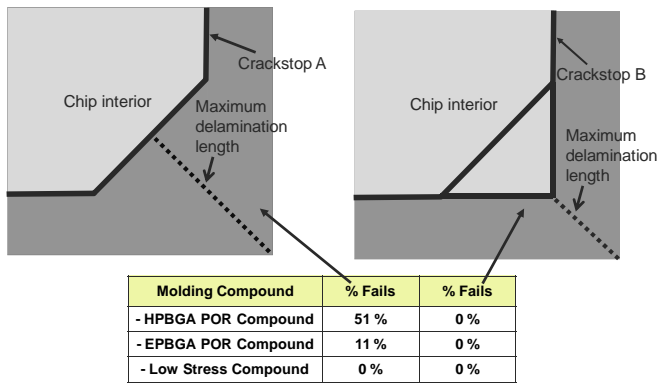 Crackstop A
Chip interior
Maximum
delamination
length
Crackstop B
Chip interior
Maximum
delamination
length
Molding Compound % Fails % Fails
- HPBGA POR Compound 51 % 0 %
- EPBGA POR Compound 11 % 0 %
- Low Stress Compound 0 % 0 %